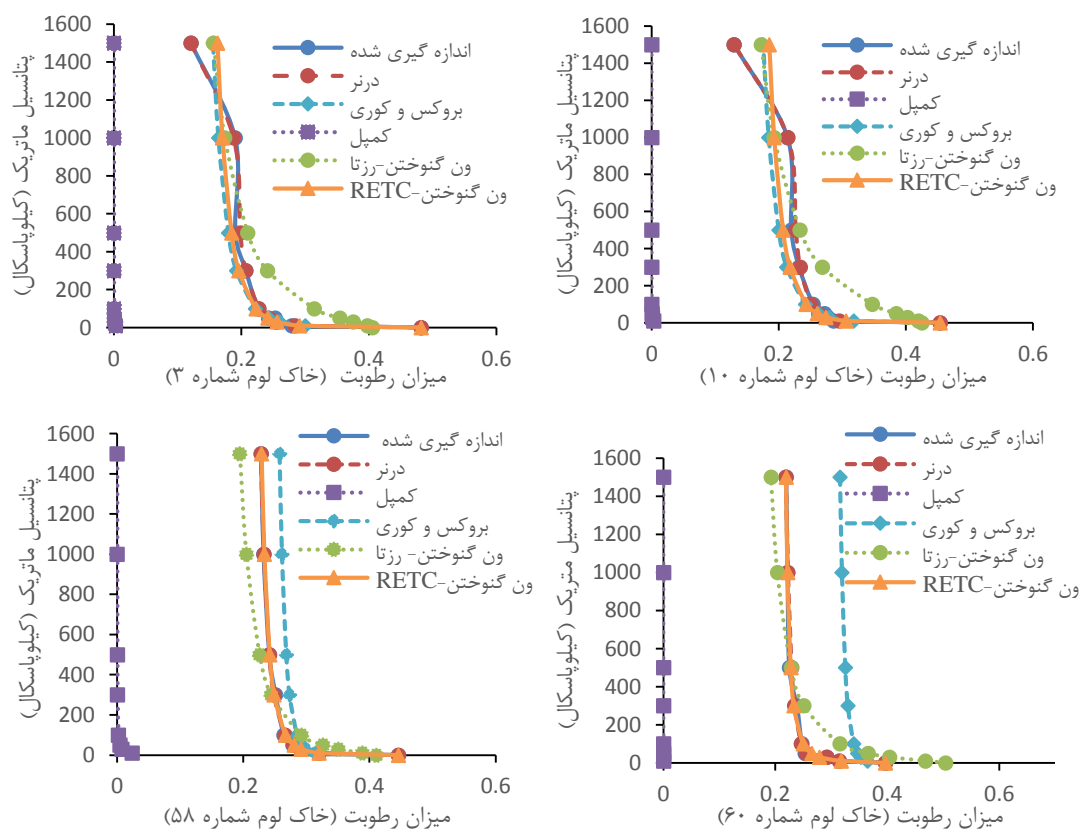 پتانسیل ماتریک (کیلوپاسکال)
1600
1400
1200
1000
800
600
400
200
0
0
0.2
0.4
0.6
اندازه گیری شده
درنر
بروکس و کوری
کمپل
ون گنوختن-رزتا
ون گنوختن-RETC
میزان رطوبت (خاک لوم شماره ۳)
پتانسیل ماتریک (کیلوپاسکال)
1600
1400
1200
1000
800
600
400
200
0
0
0.2
0.4
0.6
اندازه گیری شده
درنر
کمپل
بروکس و کوری
ون گنوختن-رزتا
ون گنوختن-RETC
میزان رطوبت (خاک لوم شماره ۱۰)
پتانسیل ماتریک (کیلوپاسکال)
1600
1400
1200
1000
800
600
400
200
0
0
0.2
0.4
0.6
اندازه گیری شده
درنر
کمپل
بروکس و کوری
ون گنوختن- رزتا
ون گنوختن-RETC
میزان رطوبت (خاک لوم شماره ۵۸)
پتانسیل متریک (کیلوپاسکال)
1600
1400
1200
1000
800
600
400
200
0
0
0.2
0.4
0.6
اندازه گیری شده
درنر
کمپل
بروکس و کوری
ون گنوختن-رزتا
ون گنوختن-RETC
میزان رطوبت (خاک لوم شماره ۶۰)